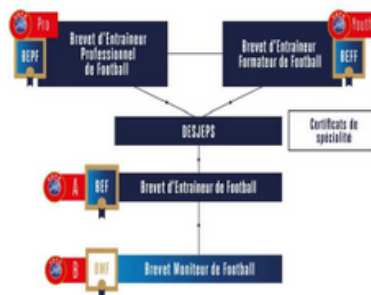 Pro
BEPF
Brevet d'Entraîneur
Professionnel
de Football
Brevet d'Entraîneur
Formateur de Football
Youth
BEFF
DESJEPS
Certificats de
spécialité
A
BEF
Brevet d'Entraîneur de Football
B
BMF
Brevet Moniteur de Football